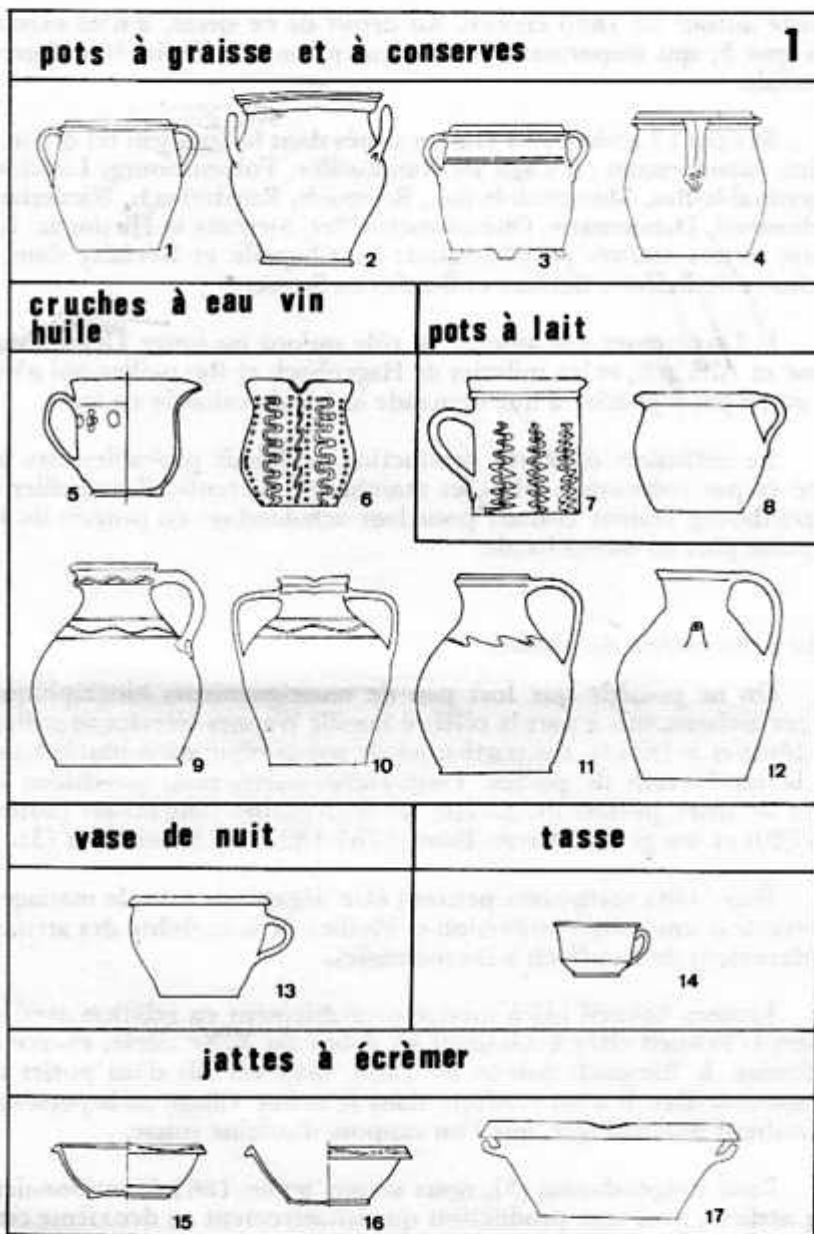 pots à graisse et à conserves 1
1 2 3 4
cruches à eau vin
huile
pots à lait
5 6 7 8
9 10 11 12
vase de nuit
tasse
13
14
jattes à écrèmer
15 16 17